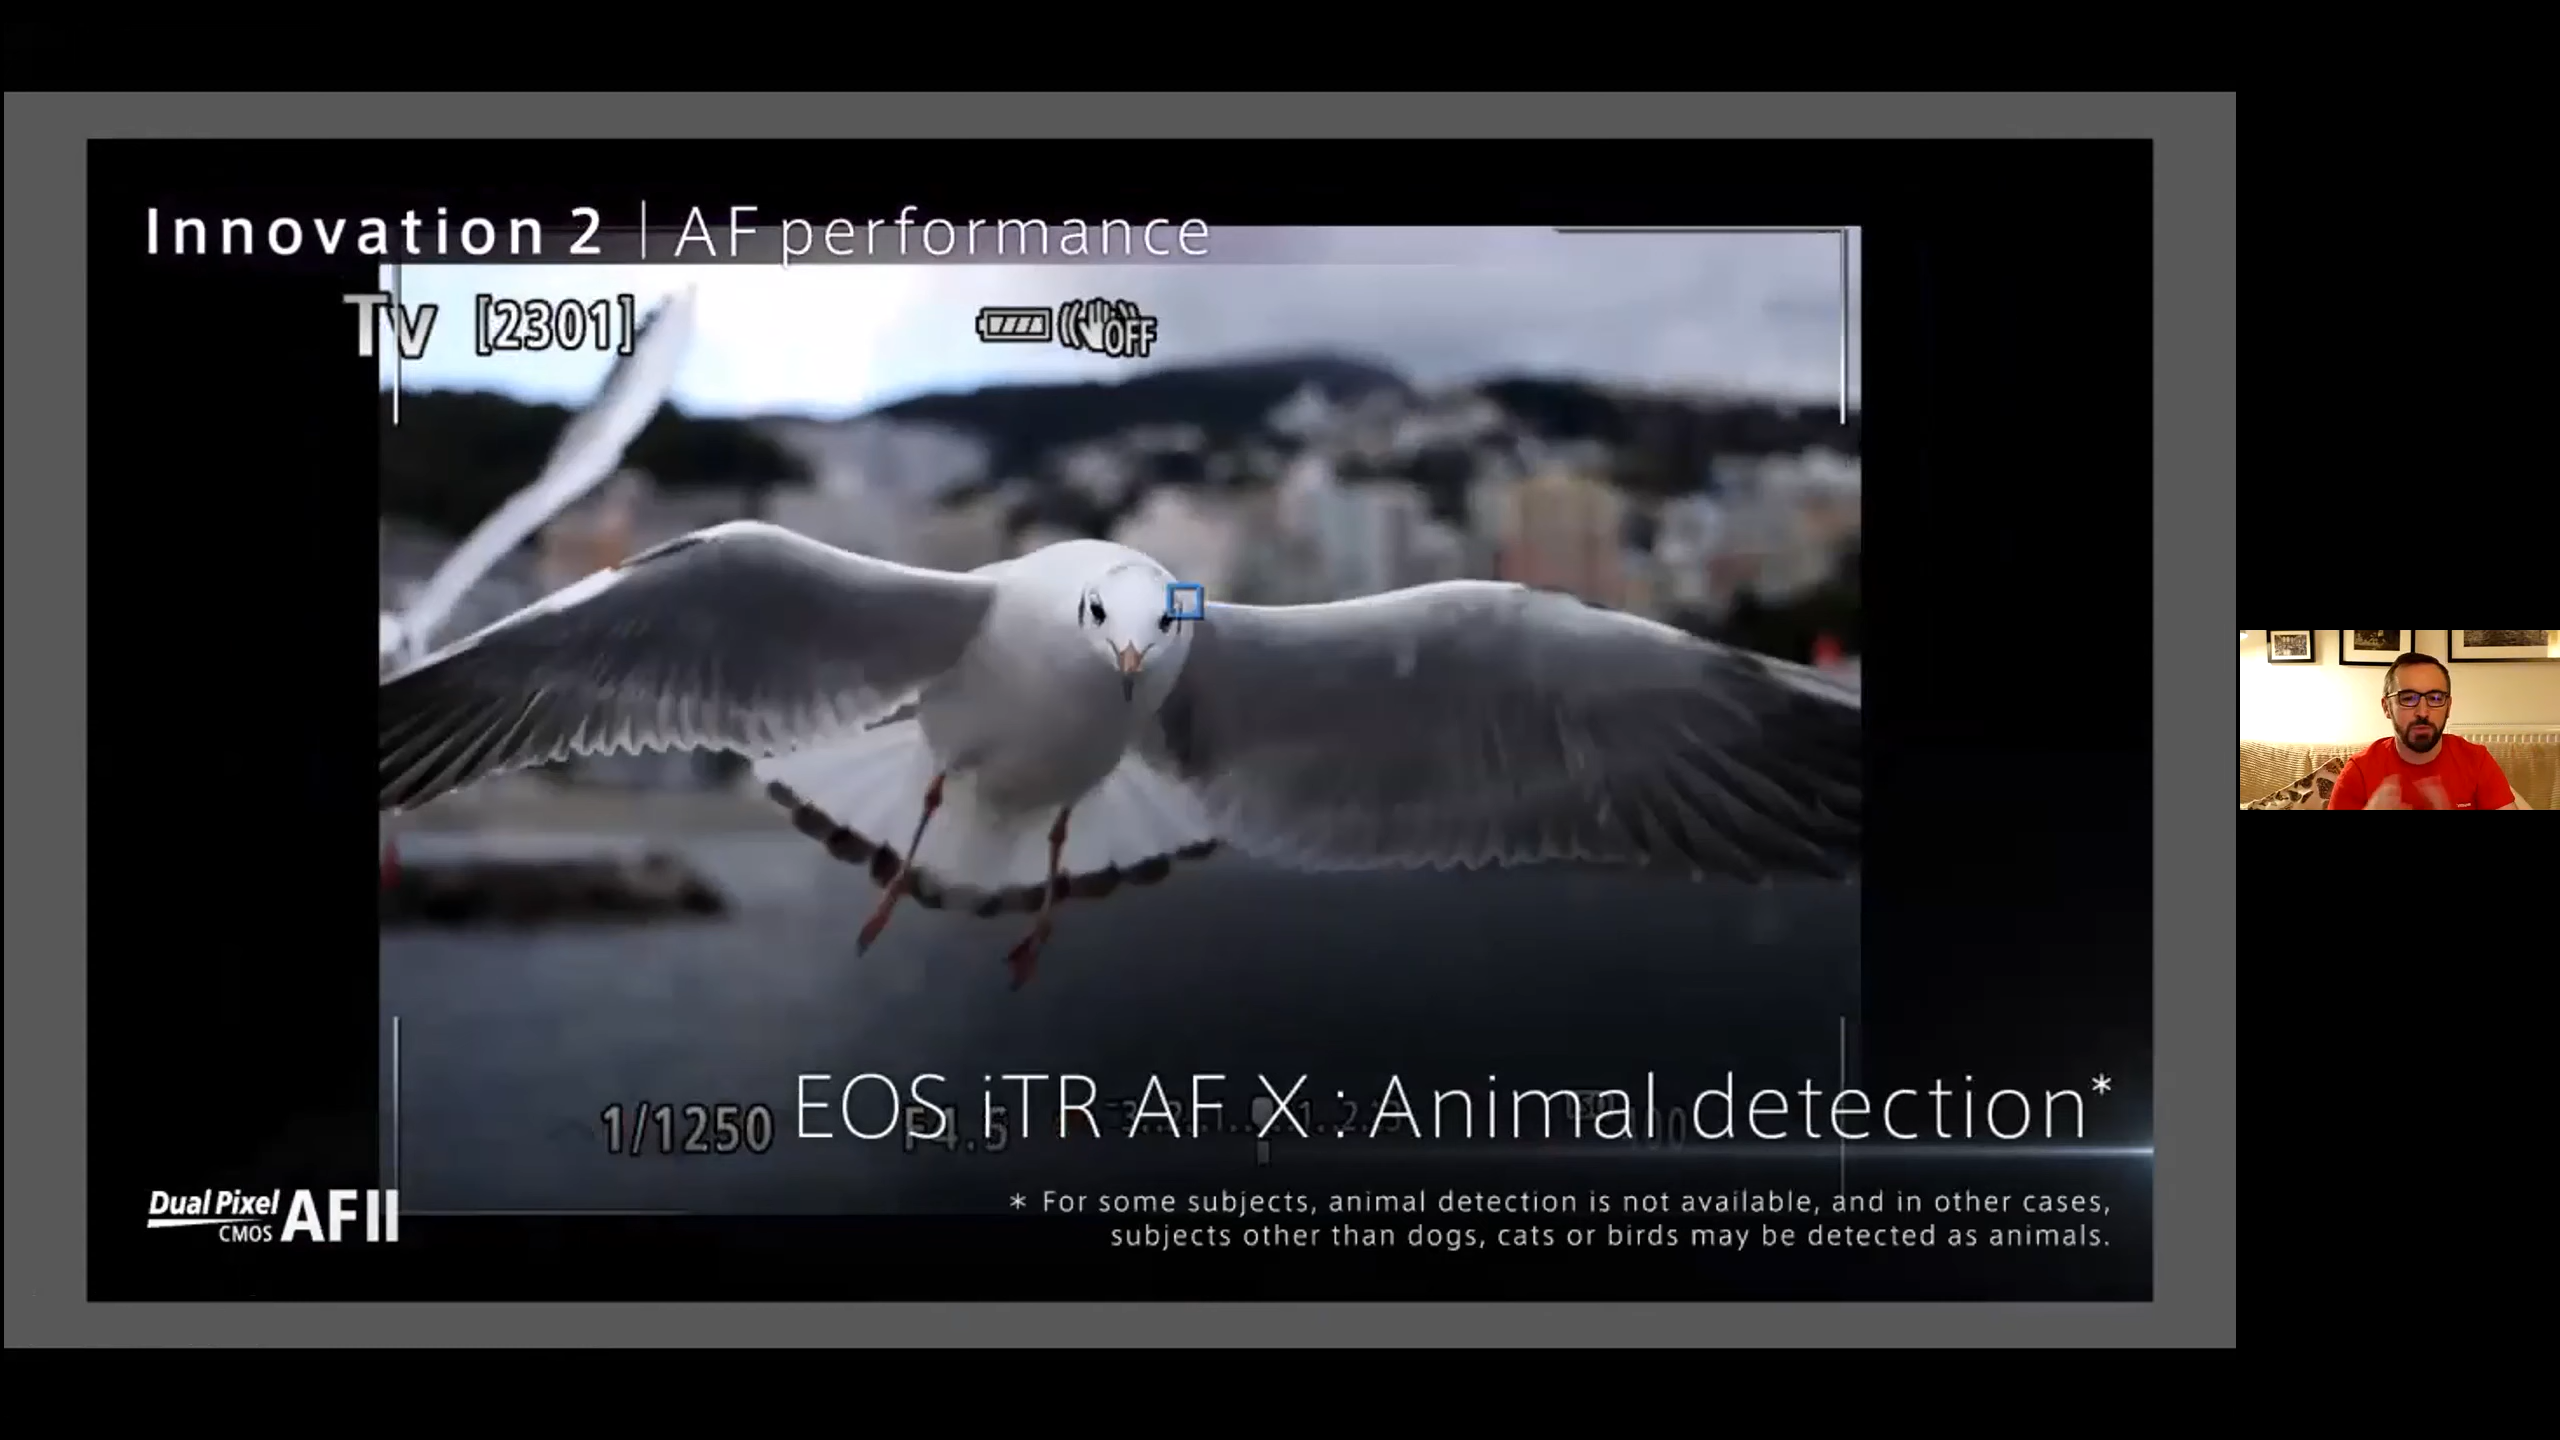 Innovation 2 | AF performance
Tv [2301] OFF
1/1250 F4.5
EOS iTR AF X : Animal detection*
Dual Pixel
CMOS AF II
* For some subjects, animal detection is not available, and in other cases,
subjects other than dogs, cats or birds may be detected as animals.